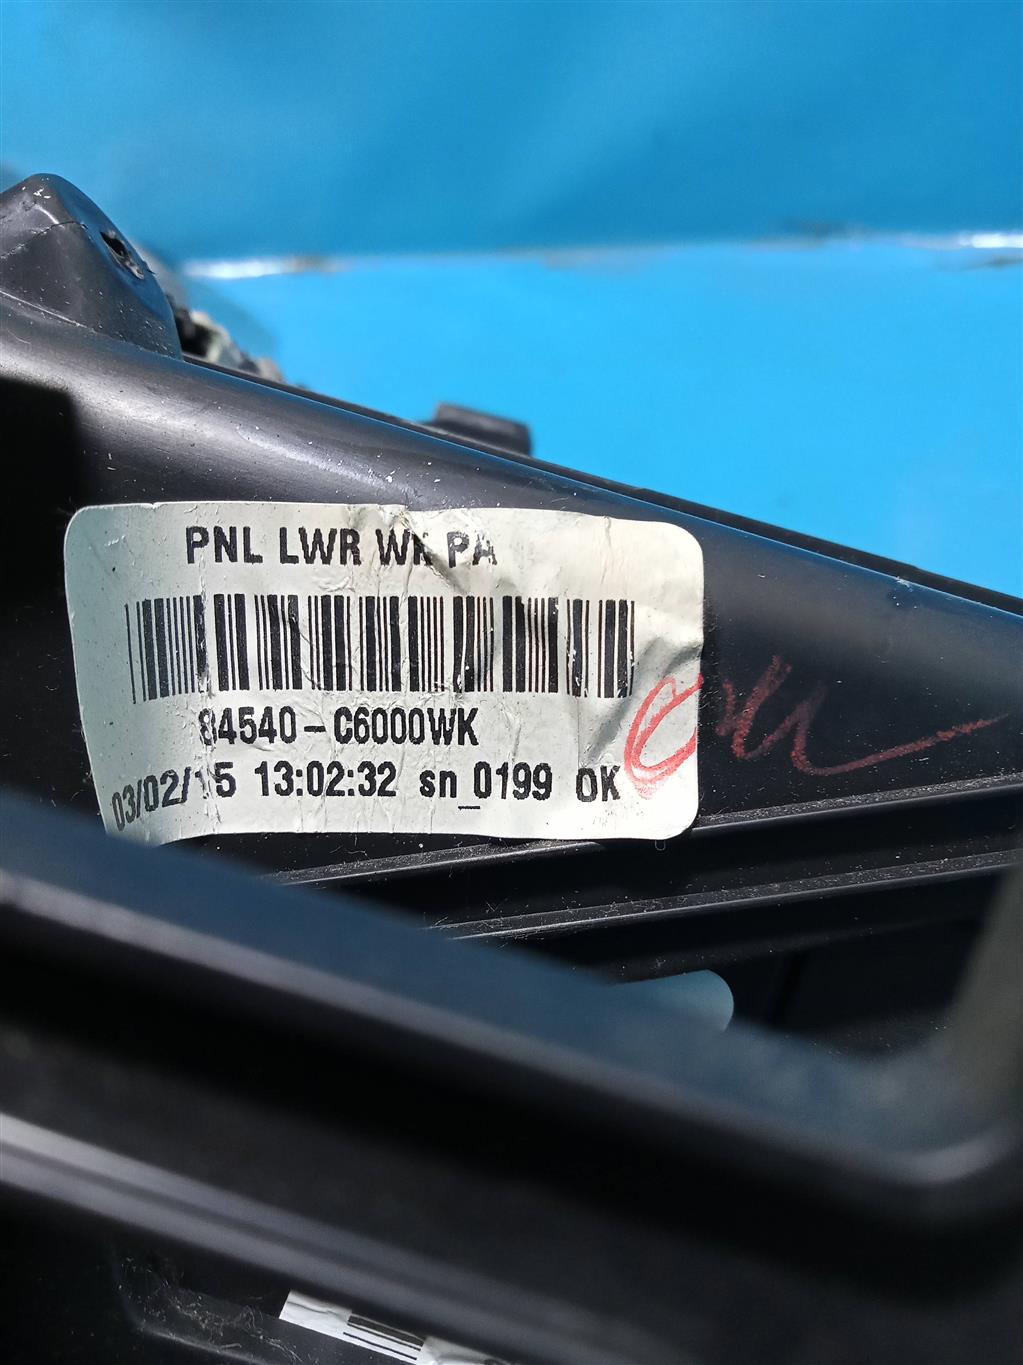 PNL LWR WK PA
84540-C6000WK
03/02/15 13:02:32 sn_0199 OK